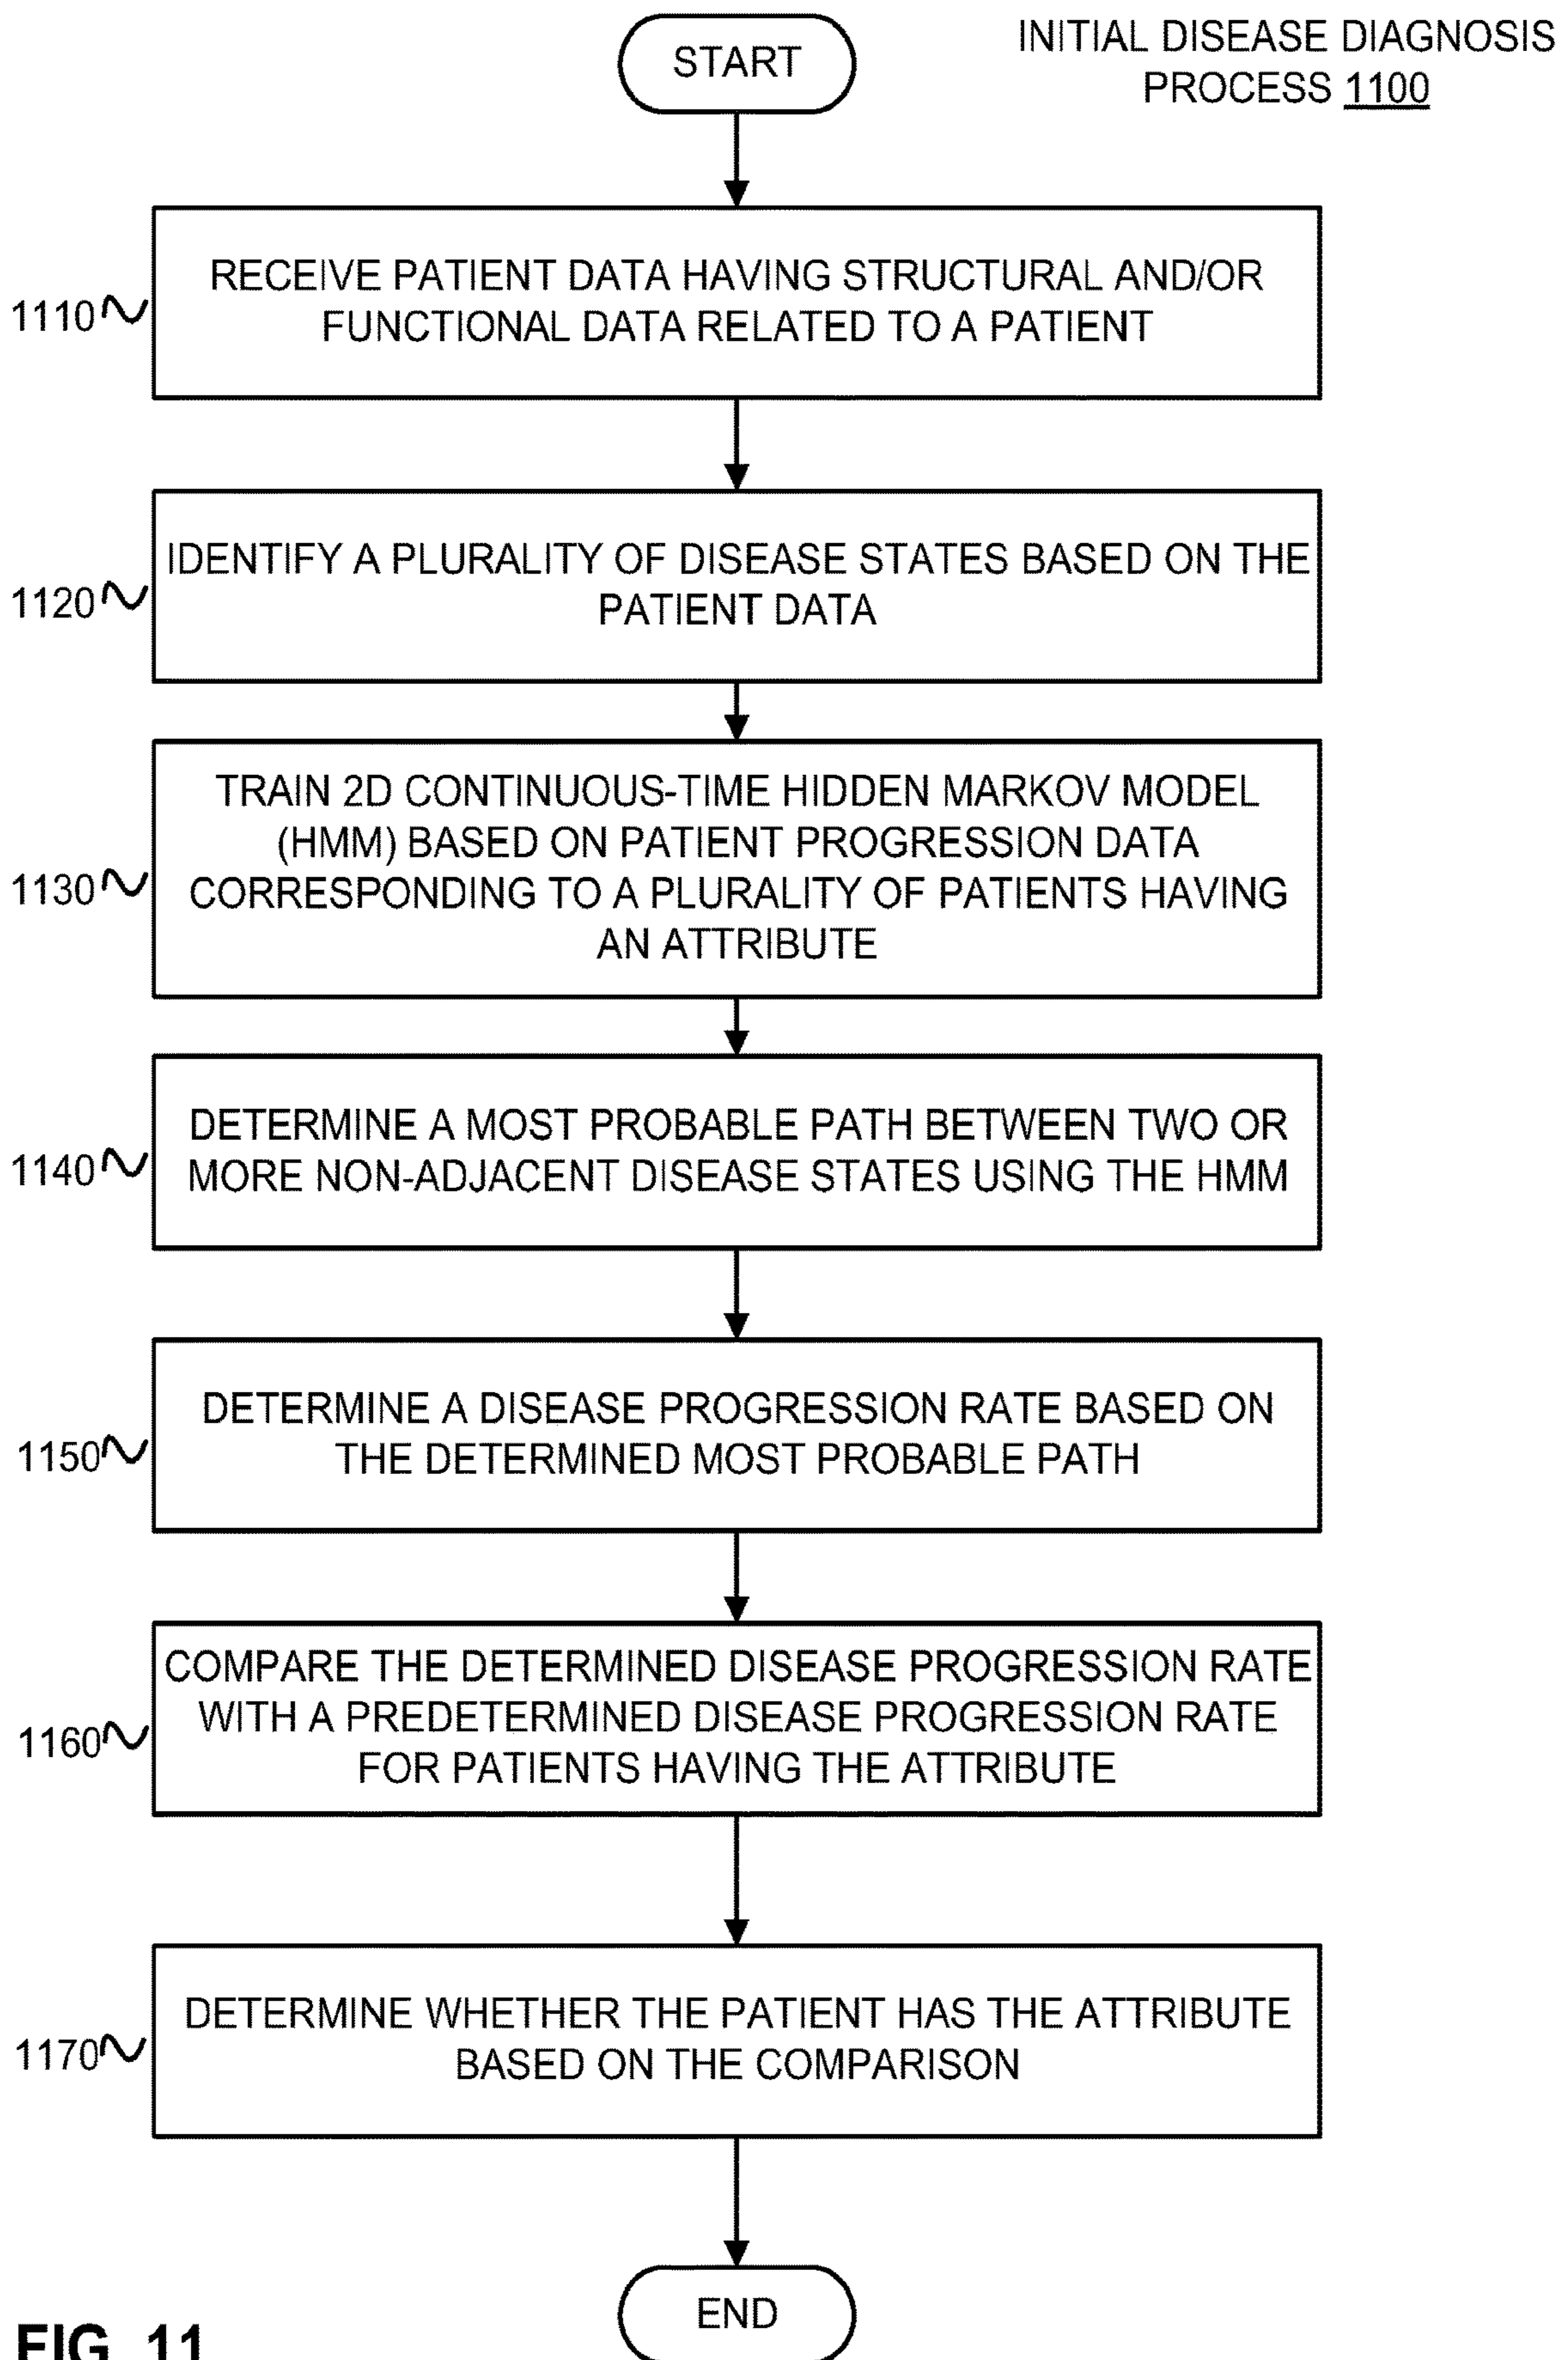 START
INITIAL DISEASE DIAGNOSIS
PROCESS 1100
1110
RECEIVE PATIENT DATA HAVING STRUCTURAL AND/OR
FUNCTIONAL DATA RELATED TO A PATIENT
1120
IDENTIFY A PLURALITY OF DISEASE STATES BASED ON THE
PATIENT DATA
1130
TRAIN 2D CONTINUOUS-TIME HIDDEN MARKOV MODEL
(HMM) BASED ON PATIENT PROGRESSION DATA
CORRESPONDING TO A PLURALITY OF PATIENTS HAVING
AN ATTRIBUTE
1140
DETERMINE A MOST PROBABLE PATH BETWEEN TWO OR
MORE NON-ADJACENT DISEASE STATES USING THE HMM
1150
DETERMINE A DISEASE PROGRESSION RATE BASED ON
THE DETERMINED MOST PROBABLE PATH
1160
COMPARE THE DETERMINED DISEASE PROGRESSION RATE
WITH A PREDETERMINED DISEASE PROGRESSION RATE
FOR PATIENTS HAVING THE ATTRIBUTE
1170
DETERMINE WHETHER THE PATIENT HAS THE ATTRIBUTE
BASED ON THE COMPARISON
END
FIG. 11